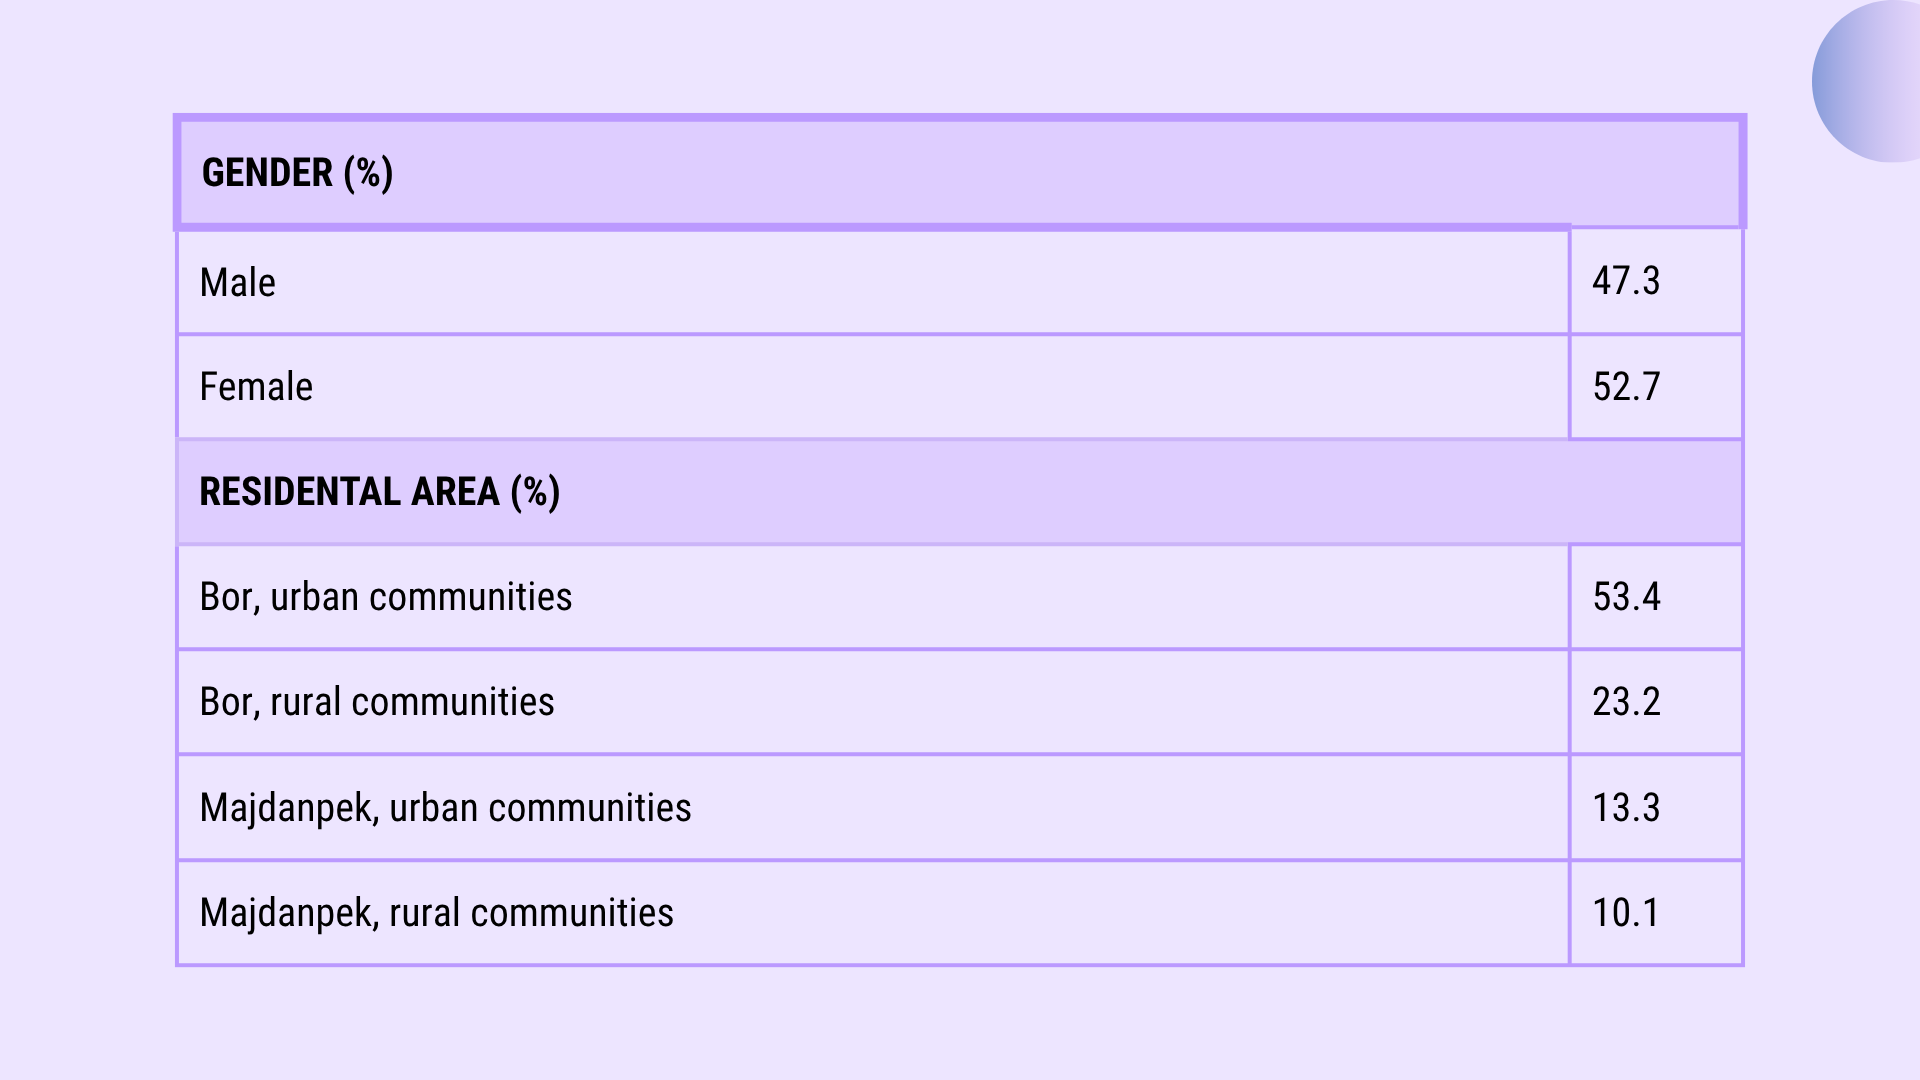 GENDER (%)
Male 47.3
Female 52.7
RESIDENTAL AREA (%)
Bor, urban communities 53.4
Bor, rural communities 23.2
Majdanpek, urban communities 13.3
Majdanpek, rural communities 10.1